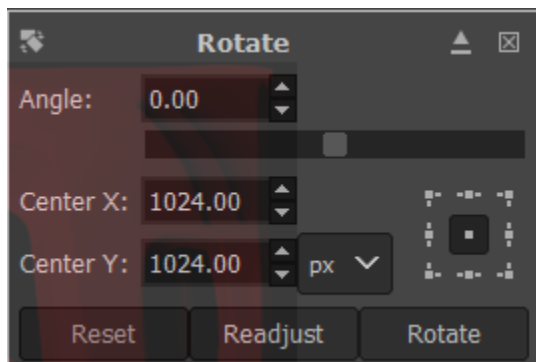 Rotate
Angle: 0.00
Center X: 1024.00
Center Y: 1024.00 px
Reset Readjust Rotate